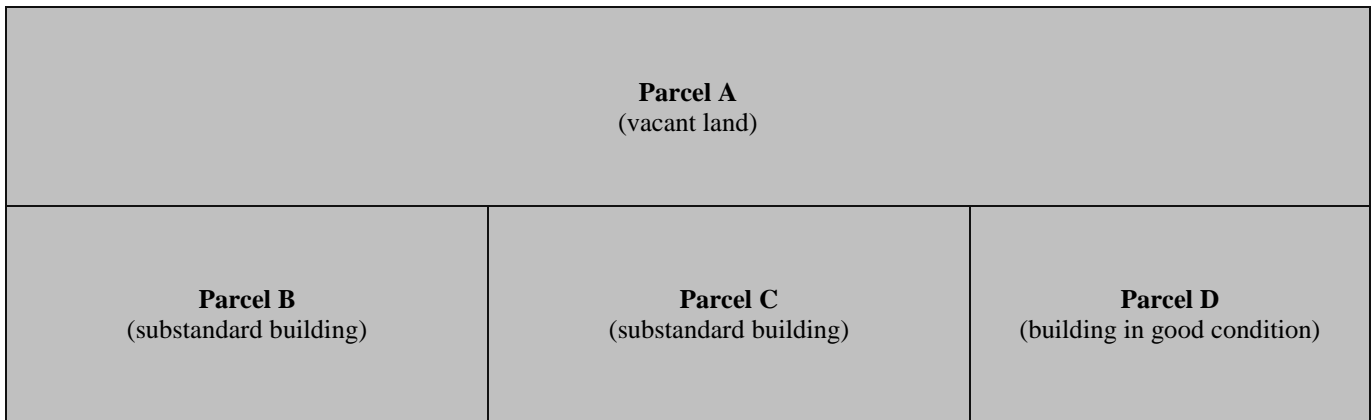 Parcel A
(vacant land)
Parcel B
(substandard building)
Parcel C
(substandard building)
Parcel D
(building in good condition)